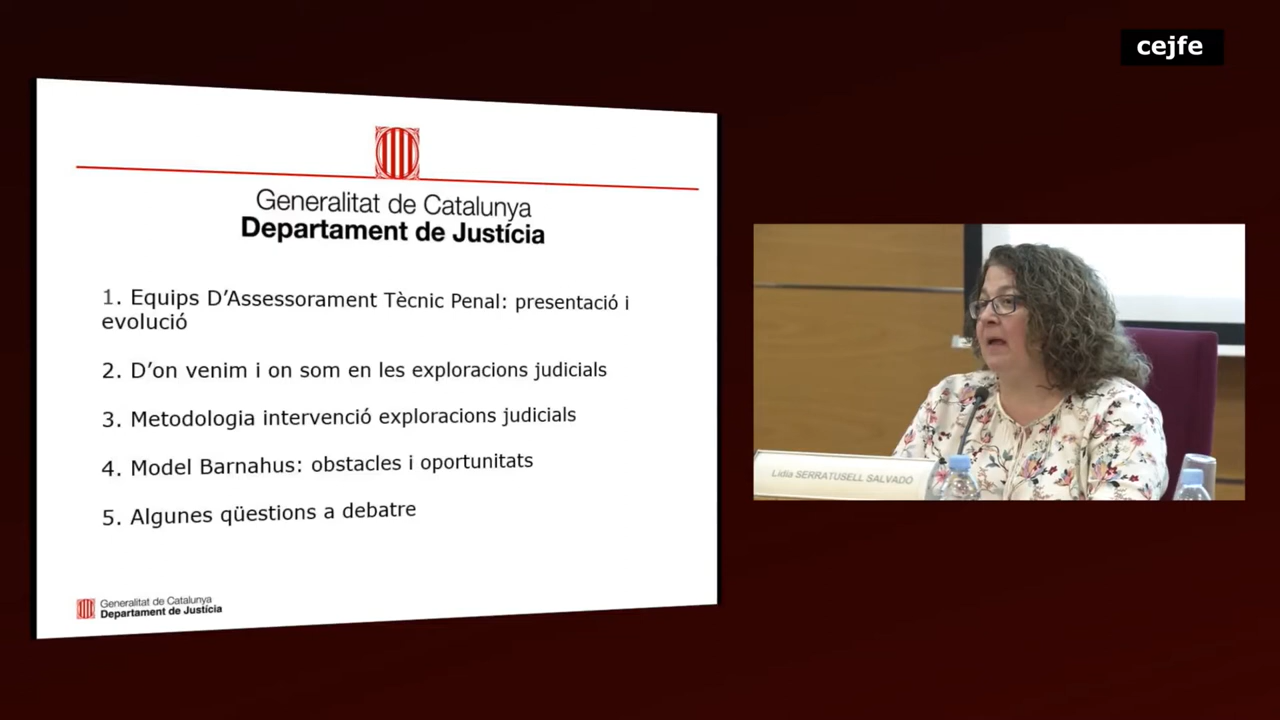 cejfe
Generalitat de Catalunya
Departament de Justícia
1. Equips D’Assessorament Tècnic Penal: presentació i
evolució
2. D’on venim i on som en les exploracions judicials
3. Metodologia intervenció exploracions judicials
4. Model Barnahus: obstacles i oportunitats
5. Algunes qüestions a debatre
Generalitat de Catalunya
Departament de Justícia
Lidia SERRATUSELL SALVADÓ